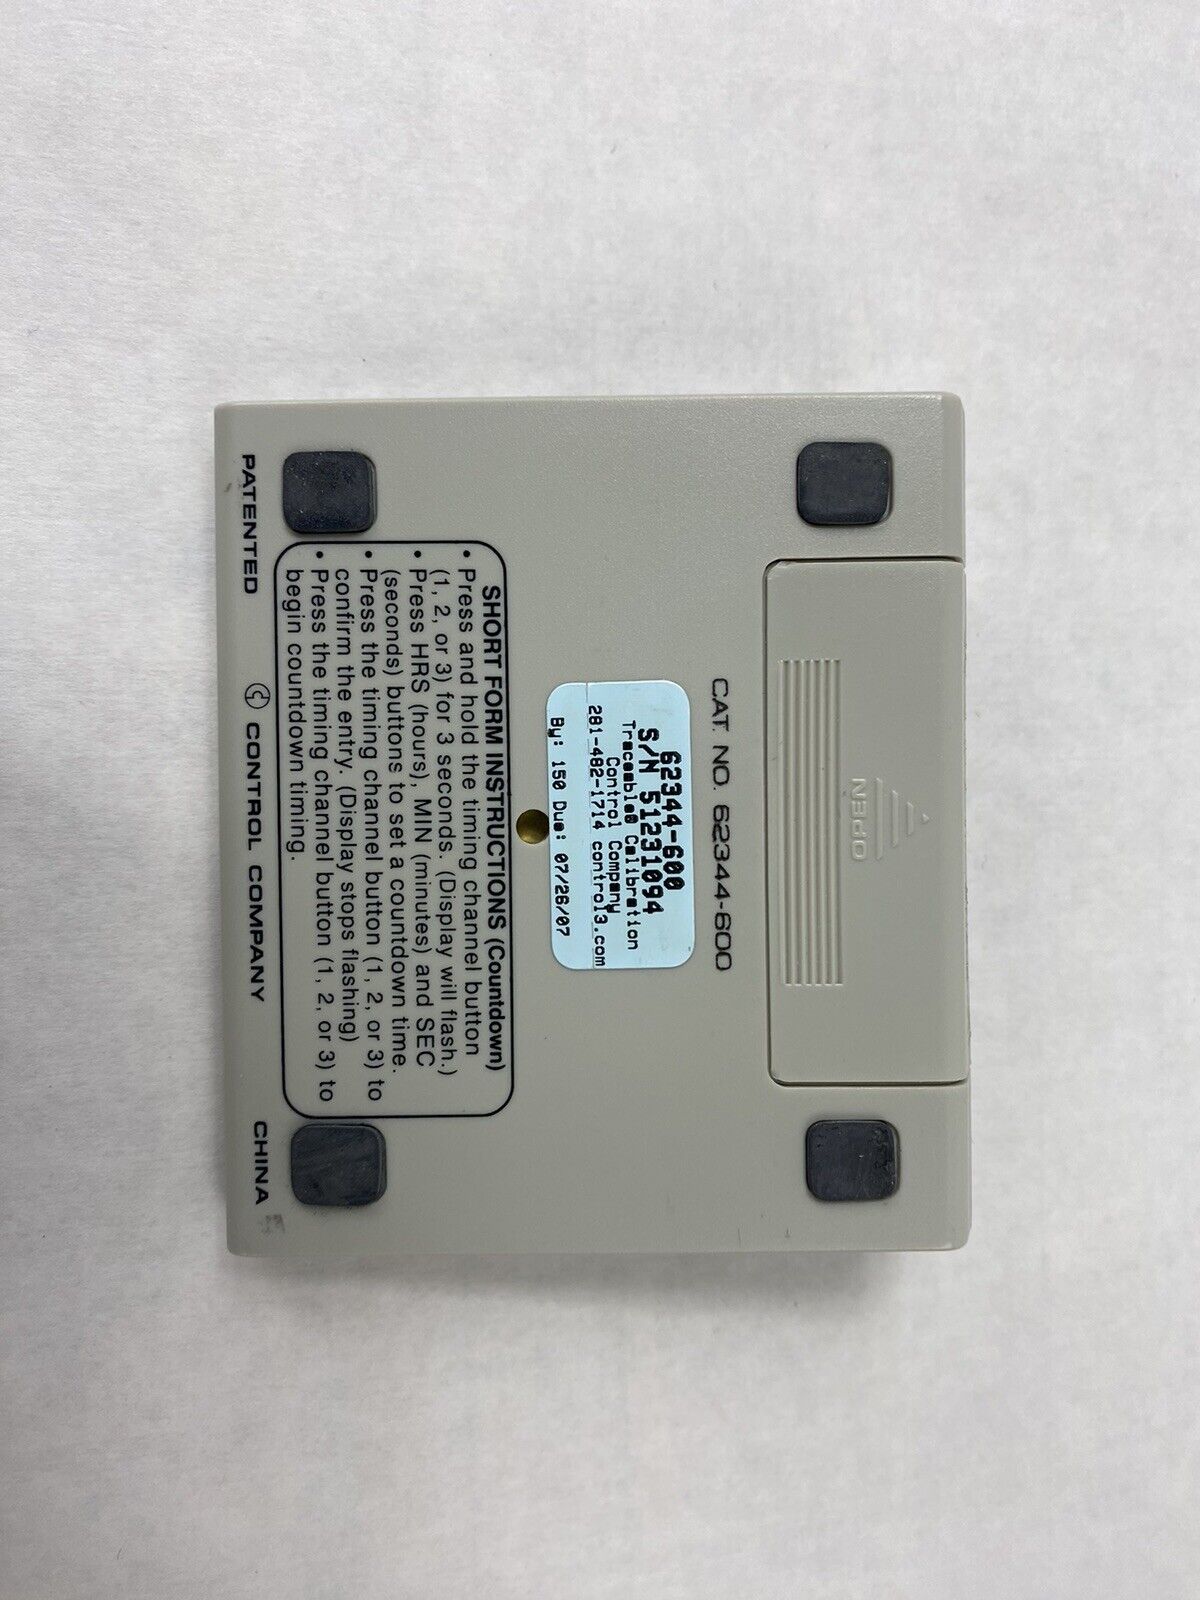 OPEN
CAT. NO. 62344-600
62344-600
S/N 51231094
Traceable® Calibration
Control Company
281-482-1714 control3.com
By: 150 Due: 07/26/07
SHORT FORM INSTRUCTIONS (Countdown)
• Press and hold the timing channel button
(1, 2, or 3) for 3 seconds. (Display will flash.)
• Press HRS (hours), MIN (minutes) and SEC
(seconds) buttons to set a countdown time.
• Press the timing channel button (1, 2, or 3) to
confirm the entry. (Display stops flashing)
• Press the timing channel button (1, 2, or 3) to
begin countdown timing.
PATENTED CONTROL COMPANY CHINA